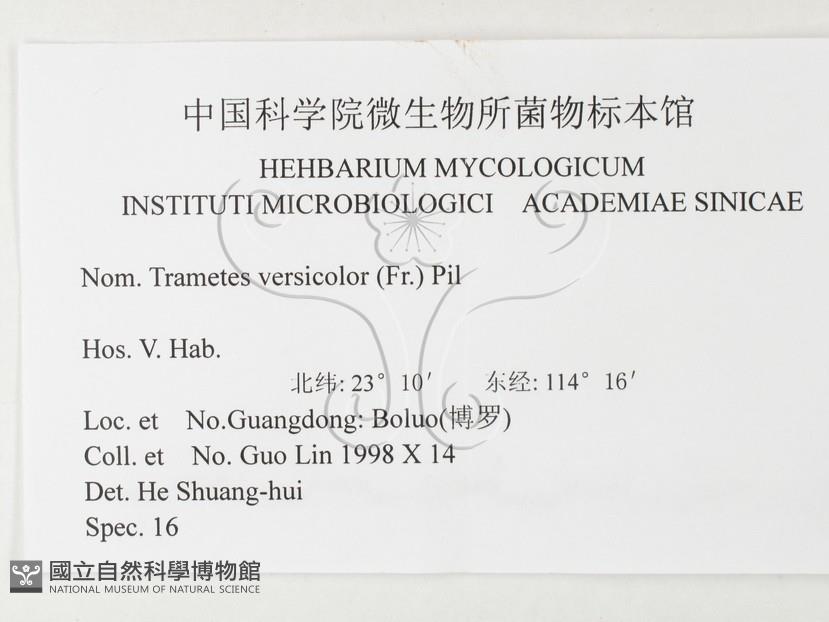 中国科学院微生物所菌物标本馆
HEHBARIUM MYCOLOGICUM
INSTITUTI MICROBIOLOGICI ACADEMIAE SINICAE
Nom. Trametes versicolor (Fr.) Pil
Hos. V. Hab.
北纬: 23° 10′ 东经: 114° 16′
Loc. et No.Guangdong: Boluo(博罗)
Coll. et No. Guo Lin 1998 X 14
Det. He Shuang-hui
Spec. 16
國立自然科學博物館
NATIONAL MUSEUM OF NATURAL SCIENCE